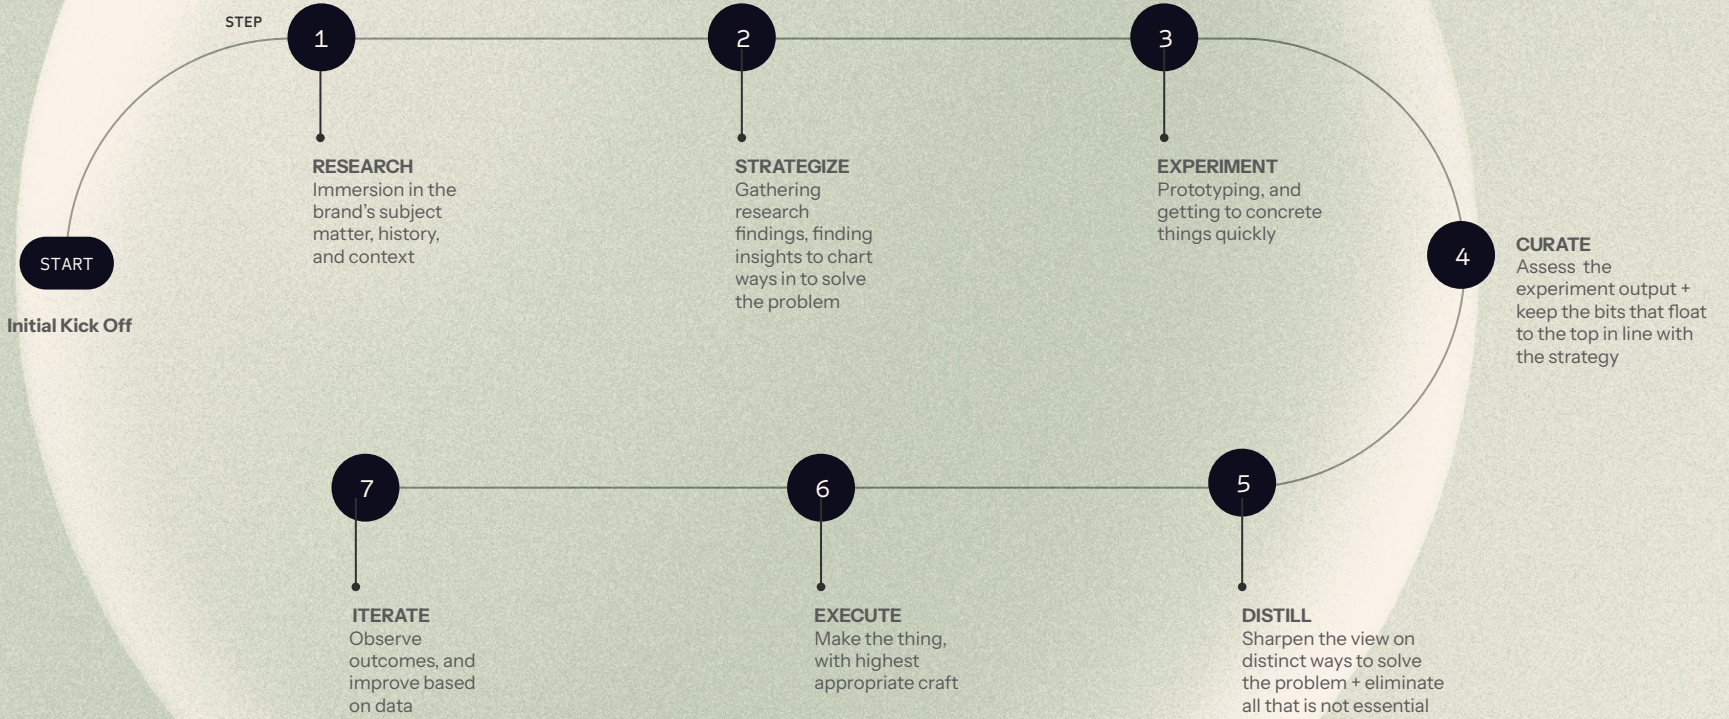 STEP
1
2
3
RESEARCH
Immersion in the
brand's subject
matter, history,
and context
STRATEGIZE
Gathering
research
findings, finding
insights to chart
ways in to solve
the problem
EXPERIMENT
Prototyping, and
getting to concrete
things quickly
START
Initial Kick Off
4
CURATE
Assess the
experiment output +
keep the bits that float
to the top in line with
the strategy
5
DISTILL
Sharpen the view on
distinct ways to solve
the problem + eliminate
all that is not essential
6
EXECUTE
Make the thing,
with highest
appropriate craft
7
ITERATE
Observe
outcomes, and
improve based
on data